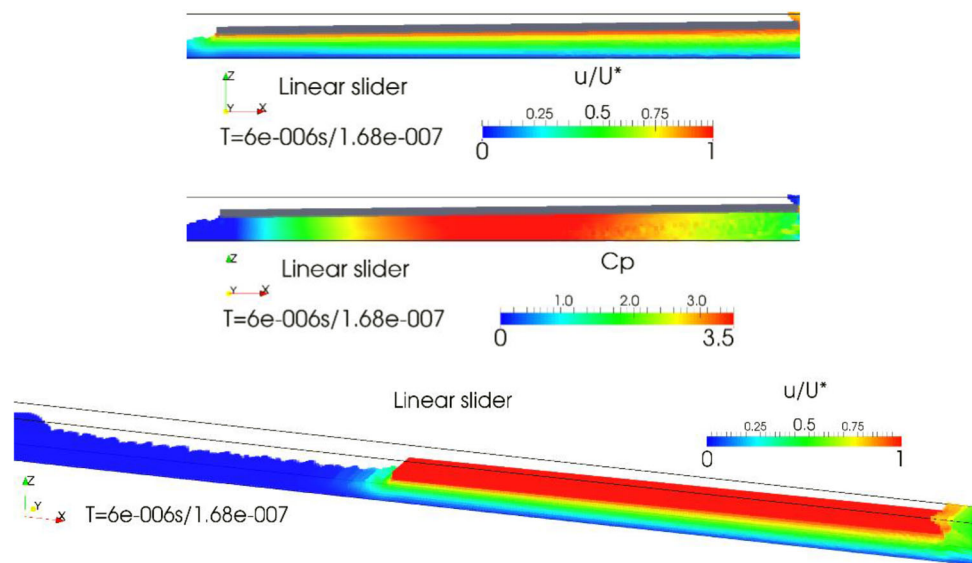 Z
Y X
Linear slider
T=6e-006s/1.68e-007
u/U*
0.25 0.5 0.75
0 1
Z
Y X
Linear slider
T=6e-006s/1.68e-007
Cp
1.0 2.0 3.0
0 3.5
Linear slider
u/U*
0.25 0.5 0.75
0 1
Z
Y
X
T=6e-006s/1.68e-007